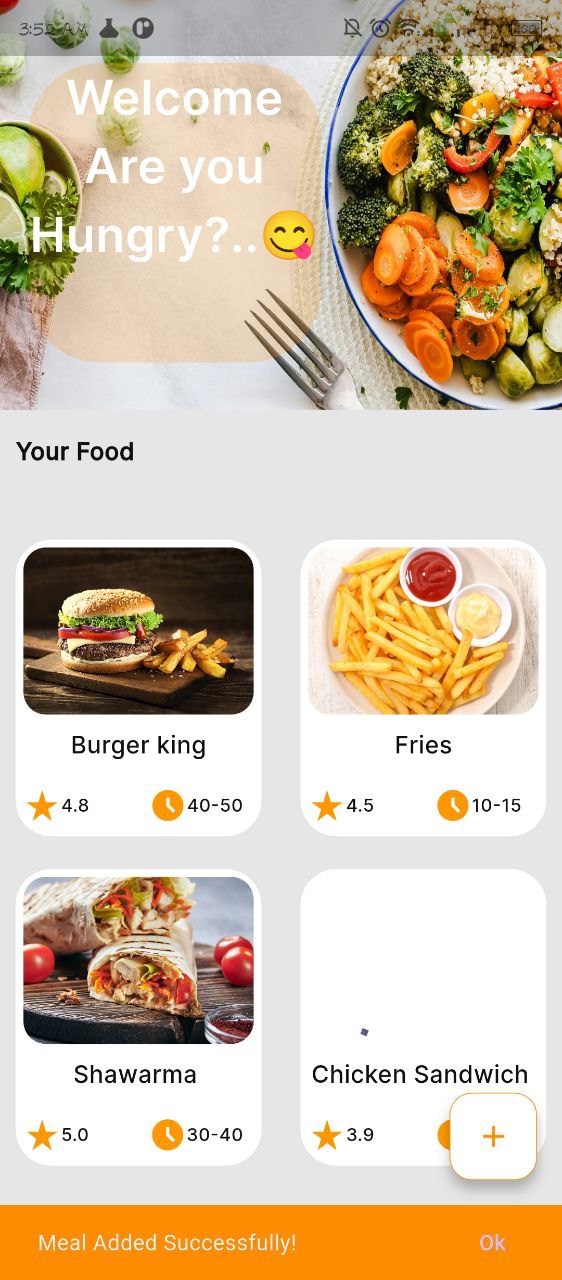 3:52 AM
Welcome
Are you
Hungry?..😋
Your Food
Burger king
Fries
4.8
40-50
4.5
10-15
Shawarma
Chicken Sandwich
5.0
30-40
3.9
Meal Added Successfully!
Ok